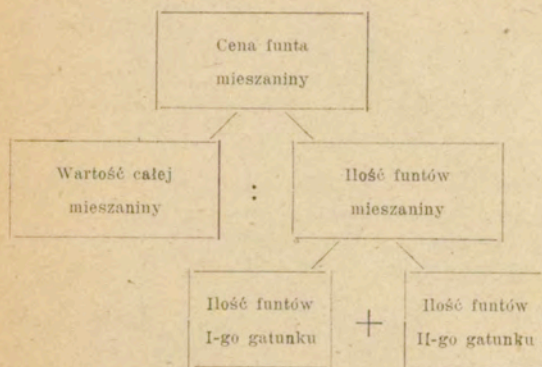 Cena funta
mieszaniny
Wartość całej
mieszaniny
:
Ilość funtów
mieszaniny
Ilość funtów
I-go gatunku
+
Ilość funtów
II-go gatunku